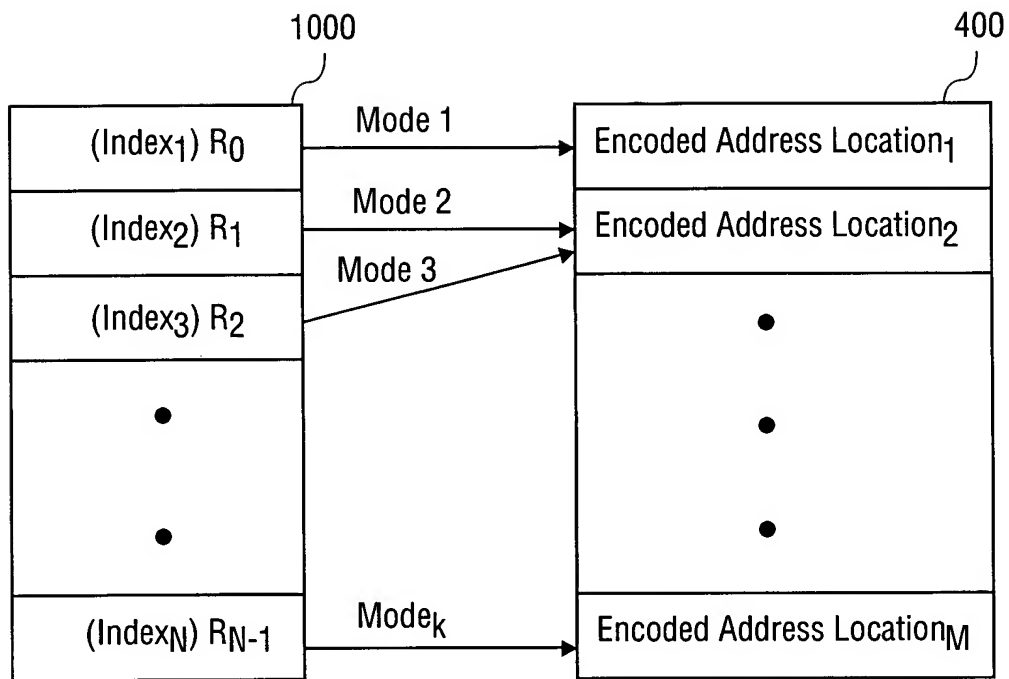 1000
400
(Index1) R0
Mode 1
Encoded Address Location1
(Index2) R1
Mode 2
Encoded Address Location2
Mode 3
(Index3) R2
(IndexN) RN-1
Modek
Encoded Address LocationM